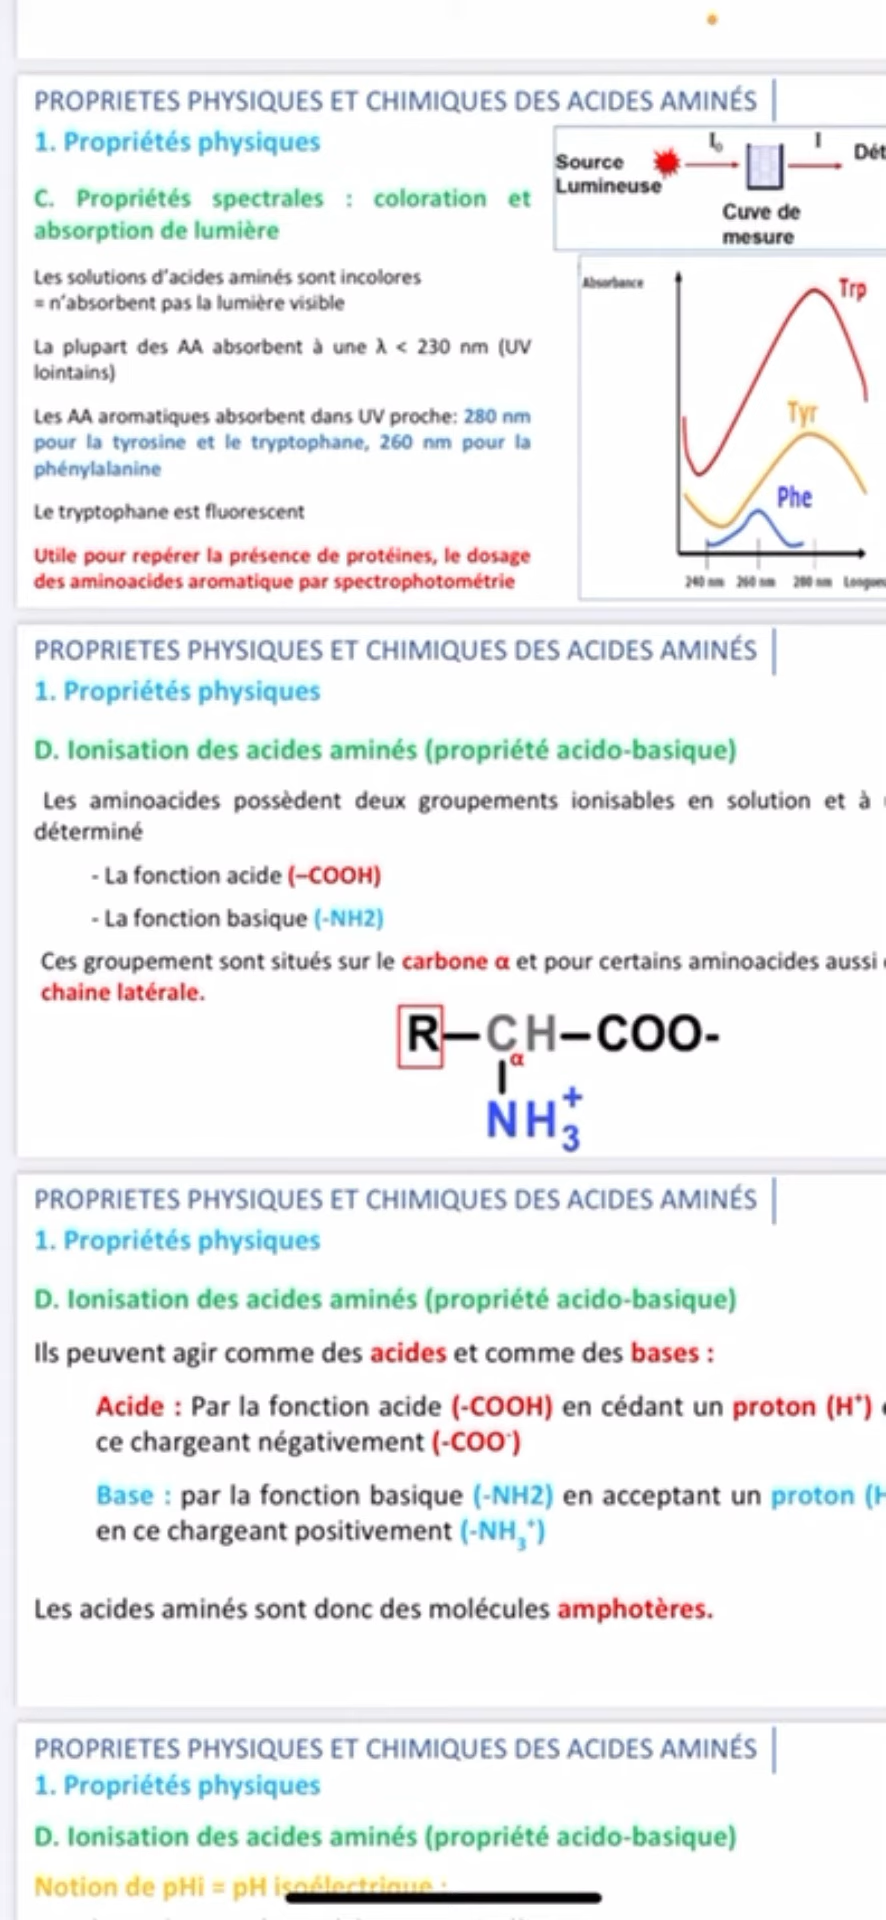 PROPRIETES PHYSIQUES ET CHIMIQUES DES ACIDES AMINÉS
1. Propriétés physiques
C. Propriétés spectrales : coloration et
absorption de lumière
Les solutions d'acides aminés sont incolores
= n'absorbent pas la lumière visible
La plupart des AA absorbent à une λ < 230 nm (UV
lointains)
Les AA aromatiques absorbent dans UV proche: 280 nm
pour la tyrosine et le tryptophane, 260 nm pour la
phénylalanine
Le tryptophane est fluorescent
Utile pour repérer la présence de protéines, le dosage
des aminoacides aromatique par spectrophotométrie
Source
Lumineuse
I₀
I
Dét
Cuve de
mesure
Absorbance
Trp
Tyr
Phe
240 nm 260 nm 280 nm Longue
PROPRIETES PHYSIQUES ET CHIMIQUES DES ACIDES AMINÉS
1. Propriétés physiques
D. Ionisation des acides aminés (propriété acido-basique)
Les aminoacides possèdent deux groupements ionisables en solution et à
déterminé
- La fonction acide (–COOH)
- La fonction basique (-NH2)
Ces groupement sont situés sur le carbone α et pour certains aminoacides aussi
chaine latérale.
R–CH–COO-
α
NH₃⁺
PROPRIETES PHYSIQUES ET CHIMIQUES DES ACIDES AMINÉS
1. Propriétés physiques
D. Ionisation des acides aminés (propriété acido-basique)
Ils peuvent agir comme des acides et comme des bases :
Acide : Par la fonction acide (-COOH) en cédant un proton (H⁺)
ce chargeant négativement (-COO⁻)
Base : par la fonction basique (-NH2) en acceptant un proton (H
en ce chargeant positivement (-NH₃⁺)
Les acides aminés sont donc des molécules amphotères.
PROPRIETES PHYSIQUES ET CHIMIQUES DES ACIDES AMINÉS
1. Propriétés physiques
D. Ionisation des acides aminés (propriété acido-basique)
Notion de pHi = pH isoélectrique :